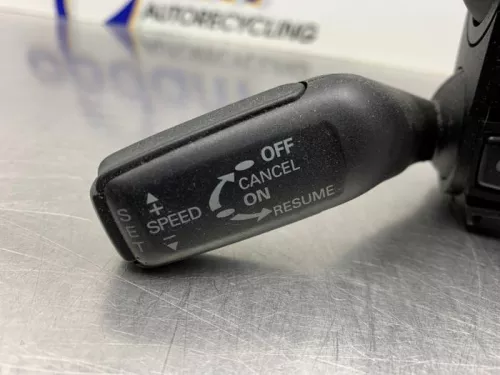 AUTORECYCLING
OFF
CANCEL
ON
RESUME
+
SPEED
−
SET